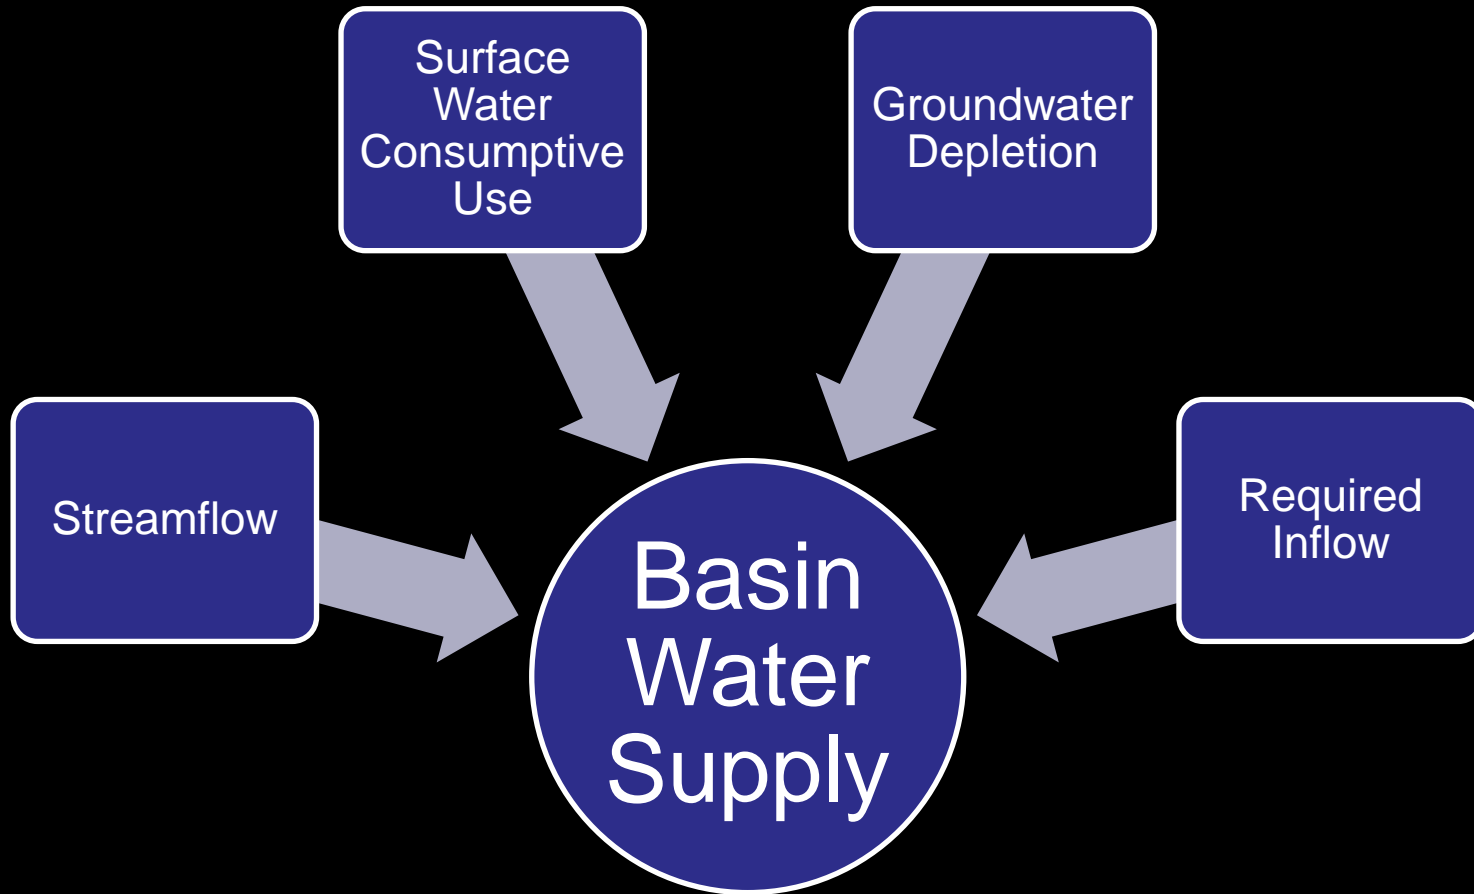 Surface
Water
Consumptive
Use
Groundwater
Depletion
Streamflow
Required
Inflow
Basin
Water
Supply